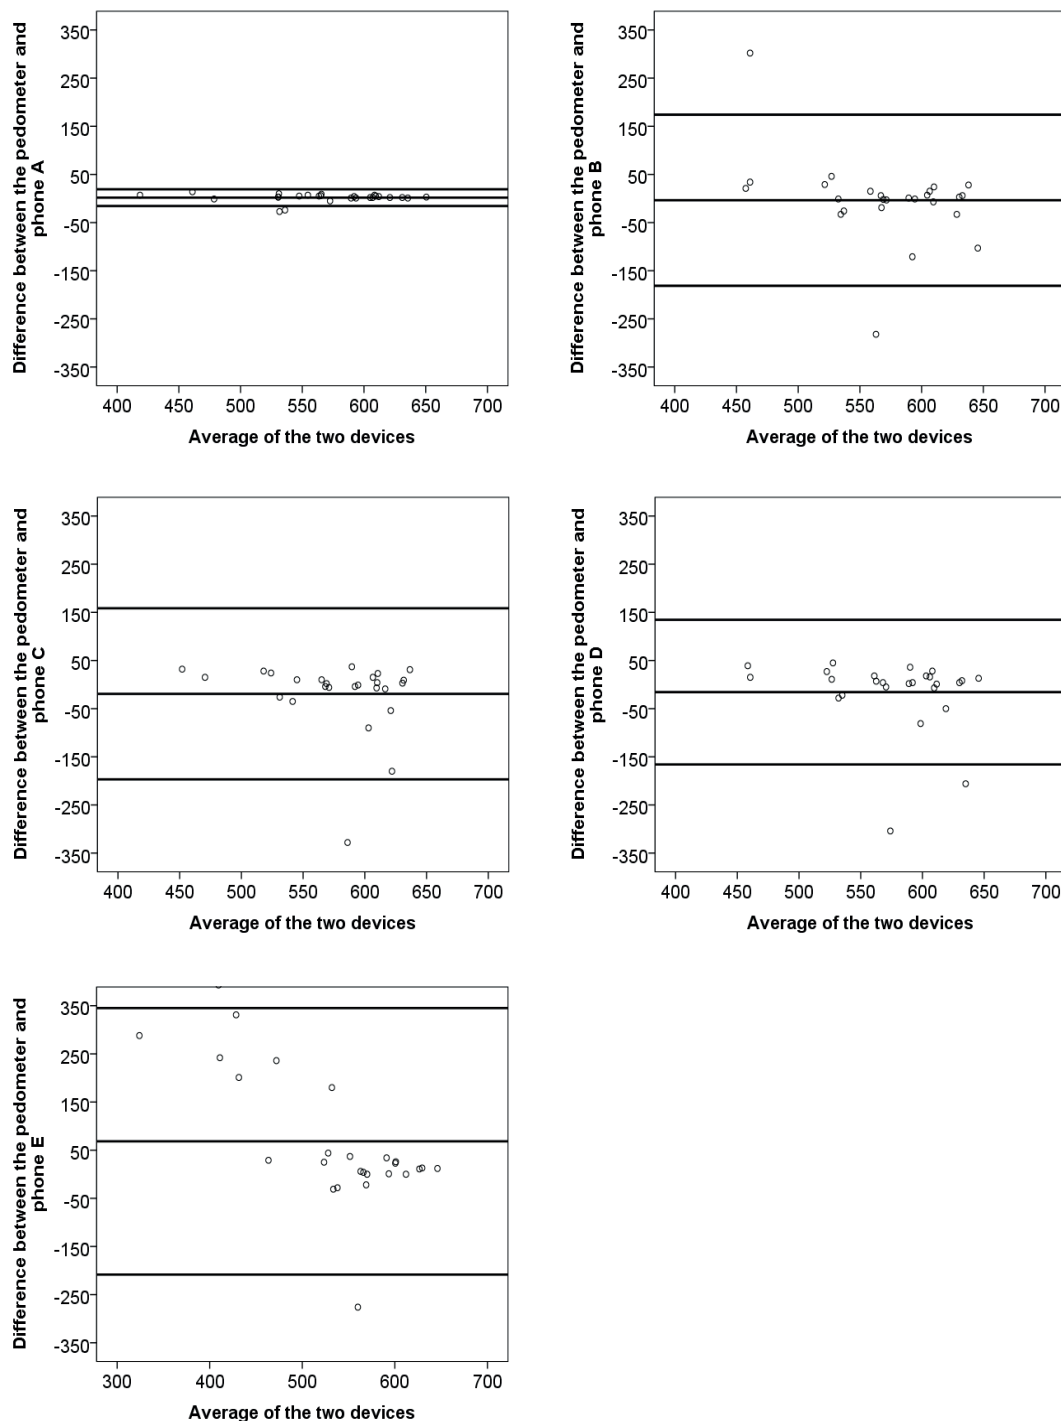 Difference between the pedometer and
phone A
350
250
150
50
-50
-150
-250
-350
400 450 500 550 600 650 700
Average of the two devices
Difference between the pedometer and
phone B
350
250
150
50
-50
-150
-250
-350
400 450 500 550 600 650 700
Average of the two devices
Difference between the pedometer and
phone C
350
250
150
50
-50
-150
-250
-350
400 450 500 550 600 650 700
Average of the two devices
Difference between the pedometer and
phone D
350
250
150
50
-50
-150
-250
-350
400 450 500 550 600 650 700
Average of the two devices
Difference between the pedometer and
phone E
350
250
150
50
-50
-150
-250
-350
300 400 500 600 700
Average of the two devices